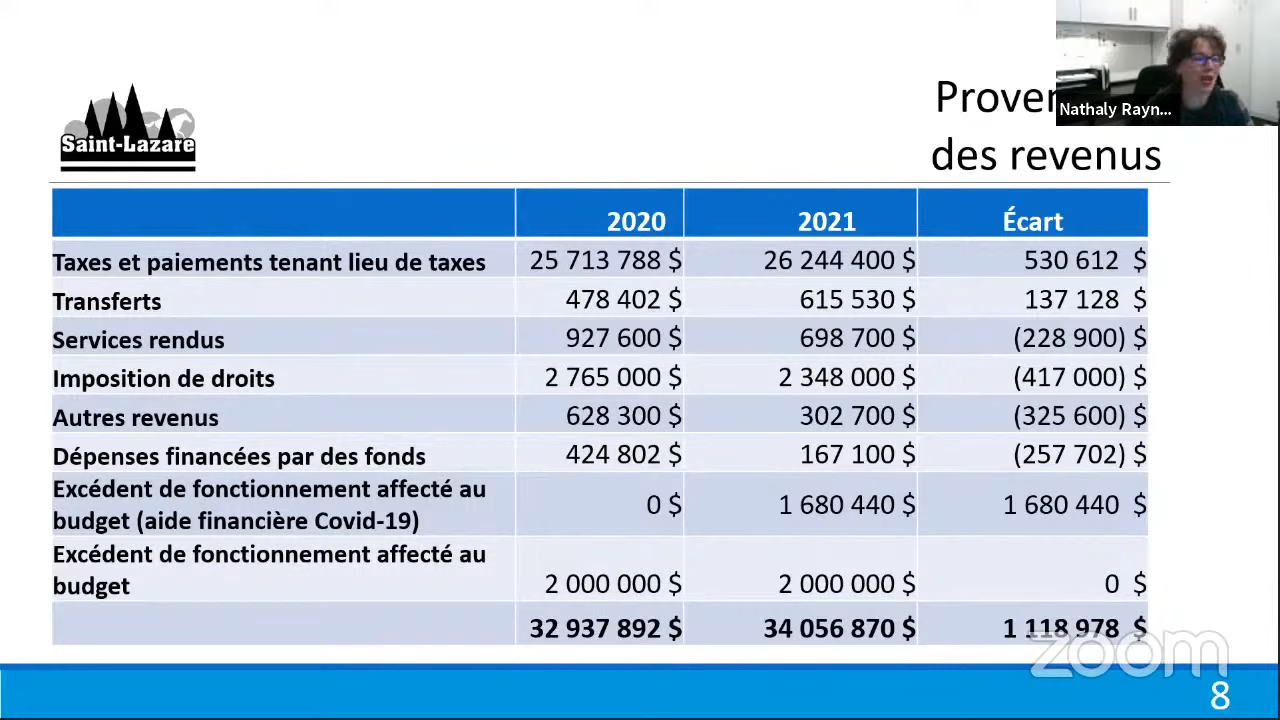 Saint-Lazare
des revenus
Nathaly Rayn...
2020 2021 Écart
Taxes et paiements tenant lieu de taxes 25 713 788 $ 26 244 400 $ 530 612 $
Transferts 478 402 $ 615 530 $ 137 128 $
Services rendus 927 600 $ 698 700 $ (228 900) $
Imposition de droits 2 765 000 $ 2 348 000 $ (417 000) $
Autres revenus 628 300 $ 302 700 $ (325 600) $
Dépenses financées par des fonds 424 802 $ 167 100 $ (257 702) $
Excédent de fonctionnement affecté au
budget (aide financière Covid-19) 0 $ 1 680 440 $ 1 680 440 $
Excédent de fonctionnement affecté au
budget 2 000 000 $ 2 000 000 $ 0 $
32 937 892 $ 34 056 870 $ 1 118 978 $
zoom
8